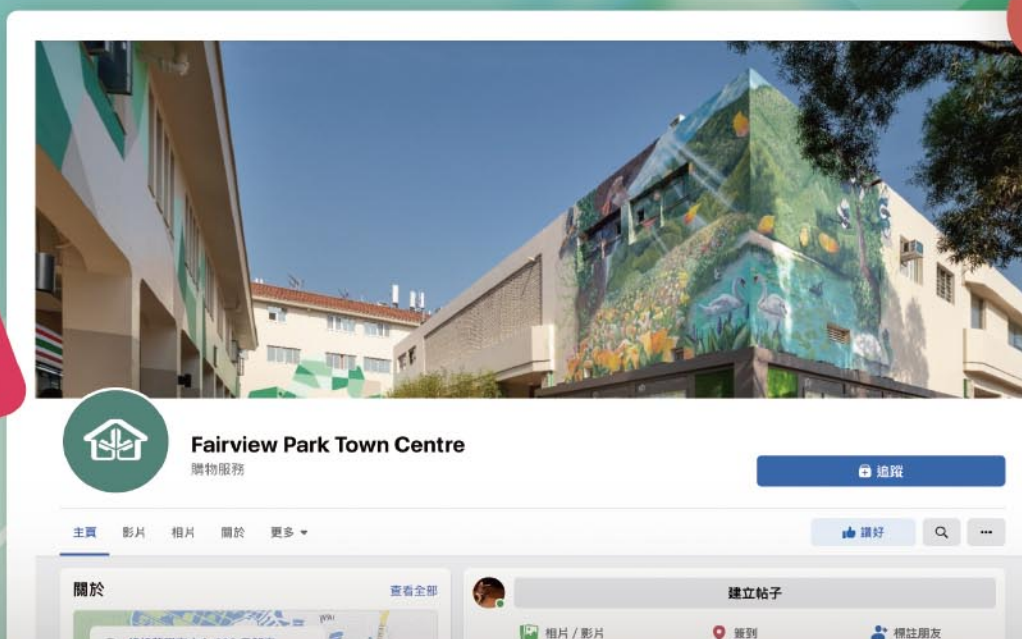 Fairview Park Town Centre
購物服務
追蹤
主頁 影片 相片 關於 更多
讚好
關於 查看全部
建立帖子
相片 / 影片 簽到 標註朋友